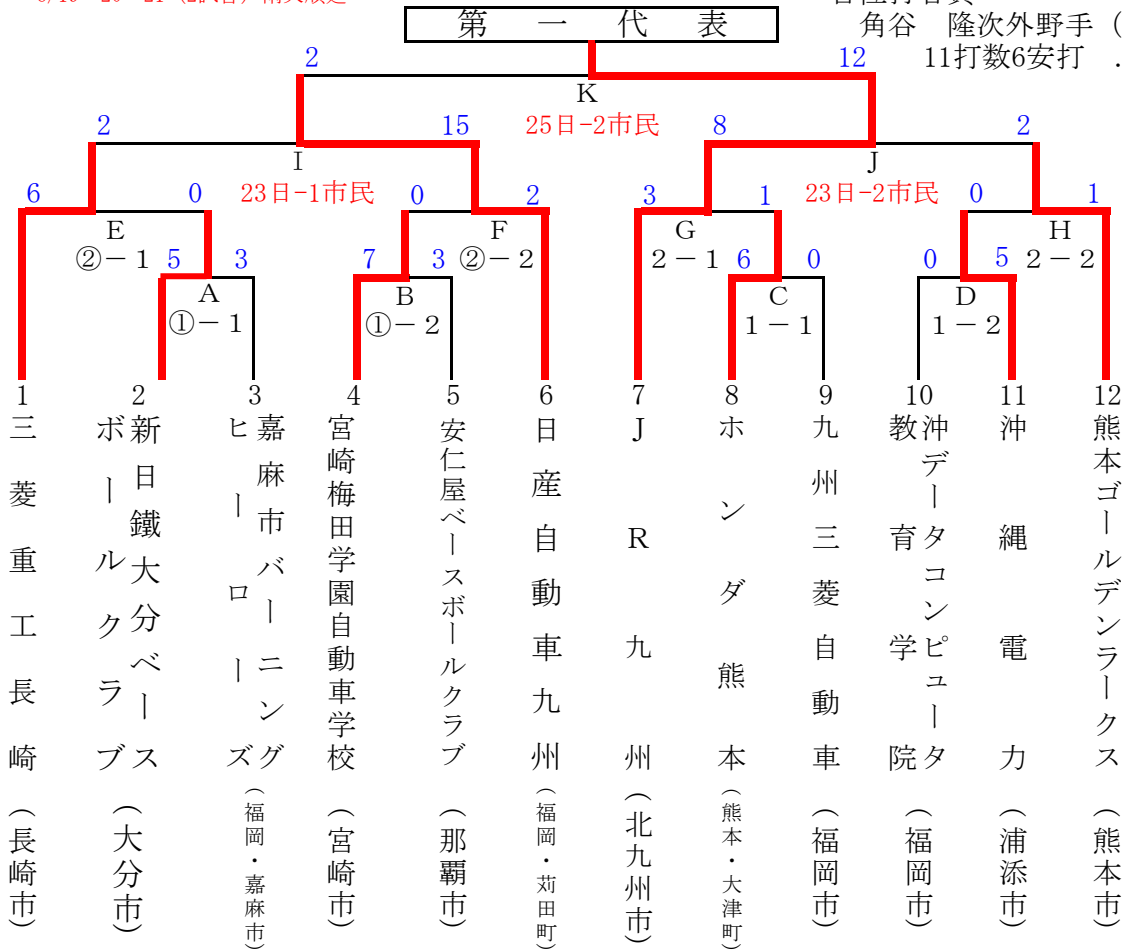 第一代表
角谷 隆次外野手（
11打数6安打 .
2 12
K
25日-2市民
2 15 8 2
I J
23日-1市民 23日-2市民
6 0 0 2 3 1 0 1
E F G H
②－1 ②－2 2－1 2－2
5 3 7 3 6 0 0 5
A B C D
①－1 ①－2 1－1 1－2
1 2 3 4 5 6 7 8 9 10 11 12
三菱重工長崎
（長崎市）
新日鐵大分ベース
ボールクラブ
（大分市）
嘉麻市バーニング
ヒーローズ
（福岡・嘉麻市）
宮崎梅田学園自動車学校
（宮崎市）
安仁屋ベースボールクラブ
（那覇市）
日産自動車九州
（福岡・苅田町）
JR九州
（北九州市）
ホンダ熊本
（熊本・大津町）
九州三菱自動車
（福岡市）
沖データコンピュータ
教育学院
（福岡市）
沖縄電力
（浦添市）
熊本ゴールデンラークス
（熊本市）